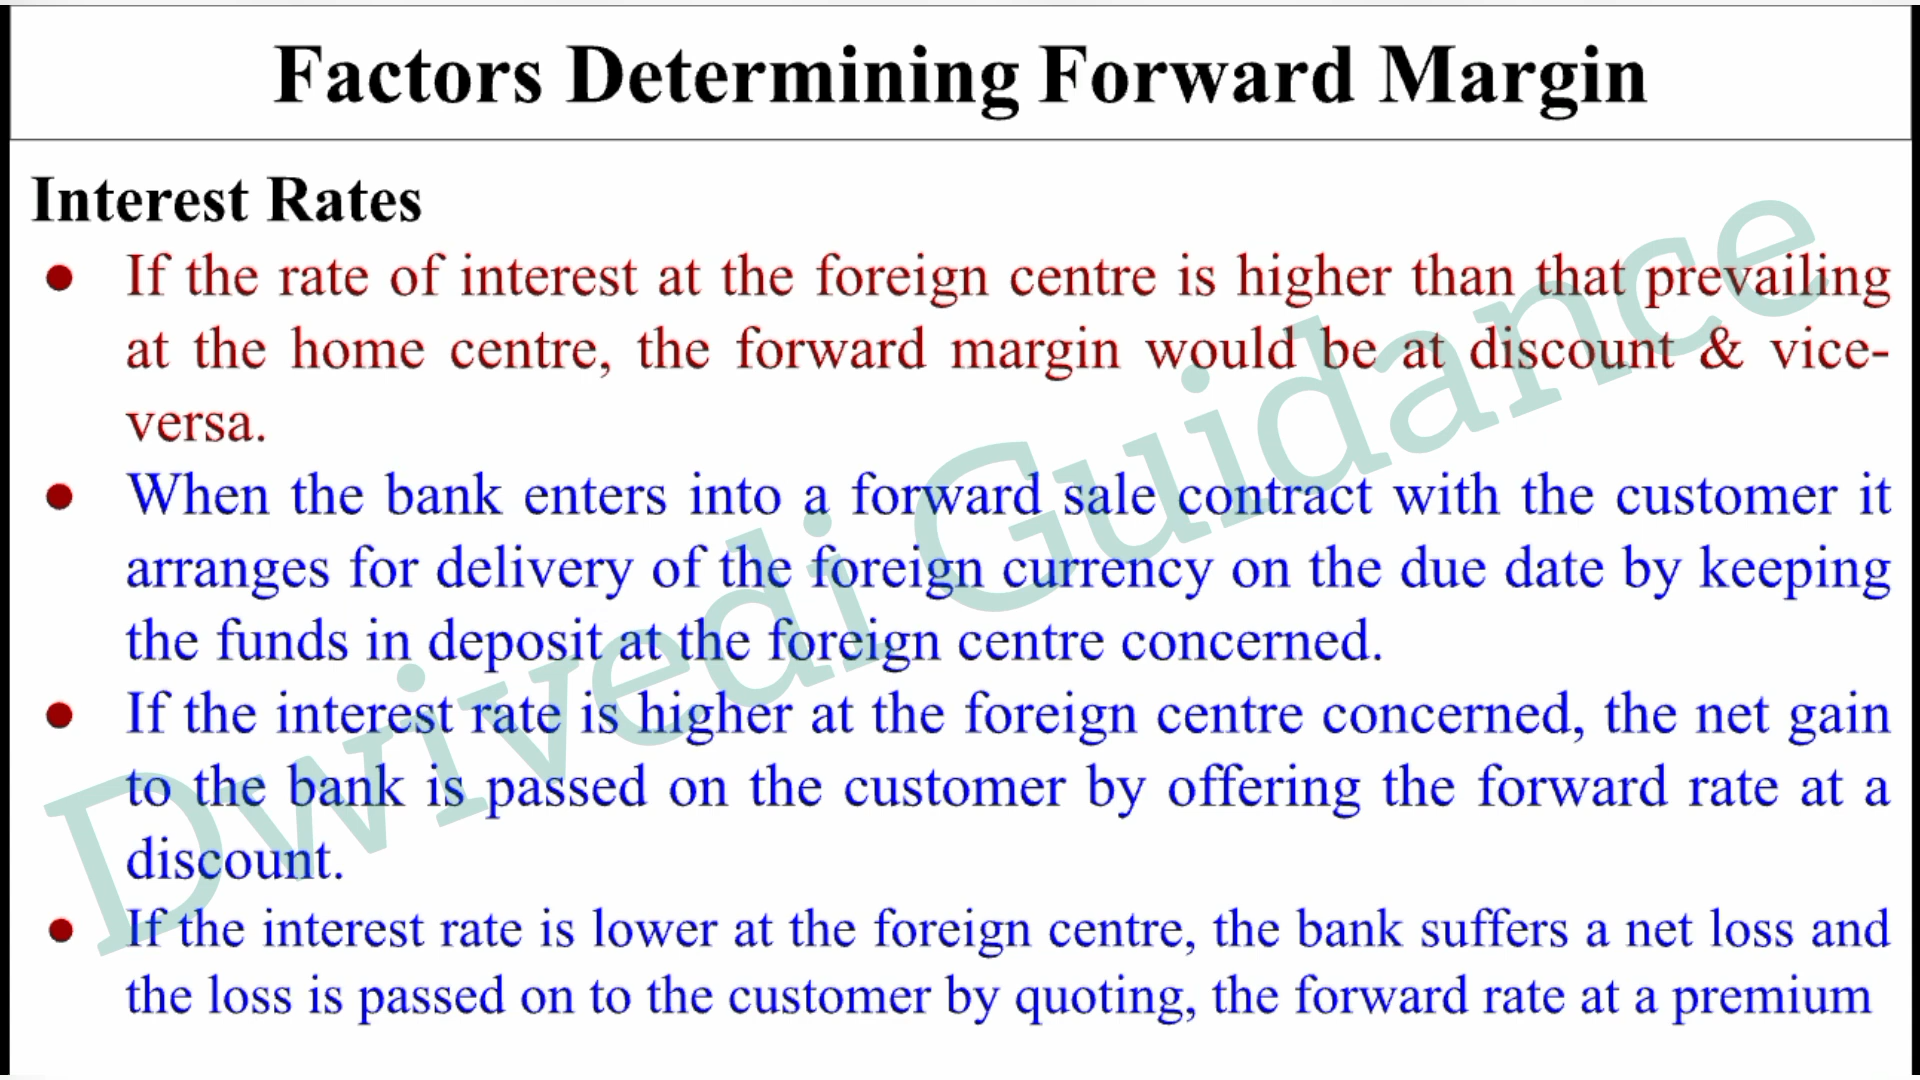 Factors Determining Forward Margin
Interest Rates
● If the rate of interest at the foreign centre is higher than that prevailing
at the home centre, the forward margin would be at discount & vice-
versa.
● When the bank enters into a forward sale contract with the customer it
arranges for delivery of the foreign currency on the due date by keeping
the funds in deposit at the foreign centre concerned.
● If the interest rate is higher at the foreign centre concerned, the net gain
to the bank is passed on the customer by offering the forward rate at a
discount.
● If the interest rate is lower at the foreign centre, the bank suffers a net loss and
the loss is passed on to the customer by quoting, the forward rate at a premium
Dwivedi Guidance